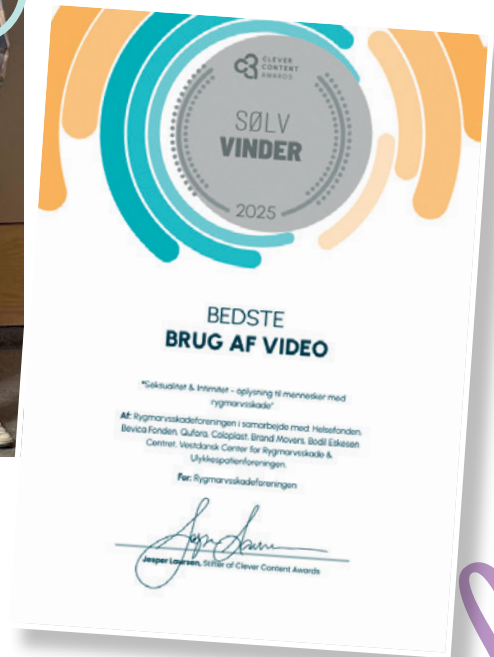 CLEVER
CONTENT
AWARDS
SØLV
VINDER
2025
BEDSTE
BRUG AF VIDEO
"Seksualitet & Intimitet - oplysning til mennesker med
rygmarvsskade"
Af: Rygmarvsskadeforeningen i samarbejde med: Helsefonden,
Bevica Fonden, Qufora, Coloplast, Brand Movers, Bodil Eskesen
Centret, Vestdansk Center for Rygmarvsskade &
Ulykkespatientforeningen.
For: Rygmarvsskadeforeningen
Jesper Laursen, Stifter af Clever Content Awards